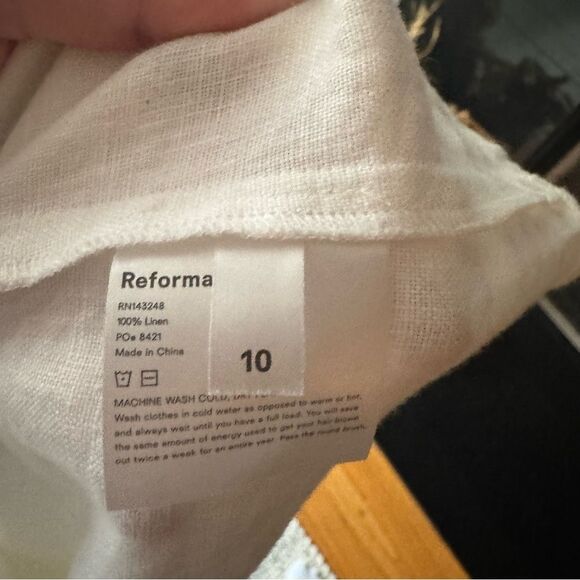 Reforma
RN143248
100% Linen
POe 8421
Made in China
10
MACHINE WASH COLD, DRY
Wash clothes in cold water as opposed to warm or hot,
and always wait until you have a full load. You will save
the same amount of energy used to get your hair blown
out twice a week for an entire year. Pass the round brush.